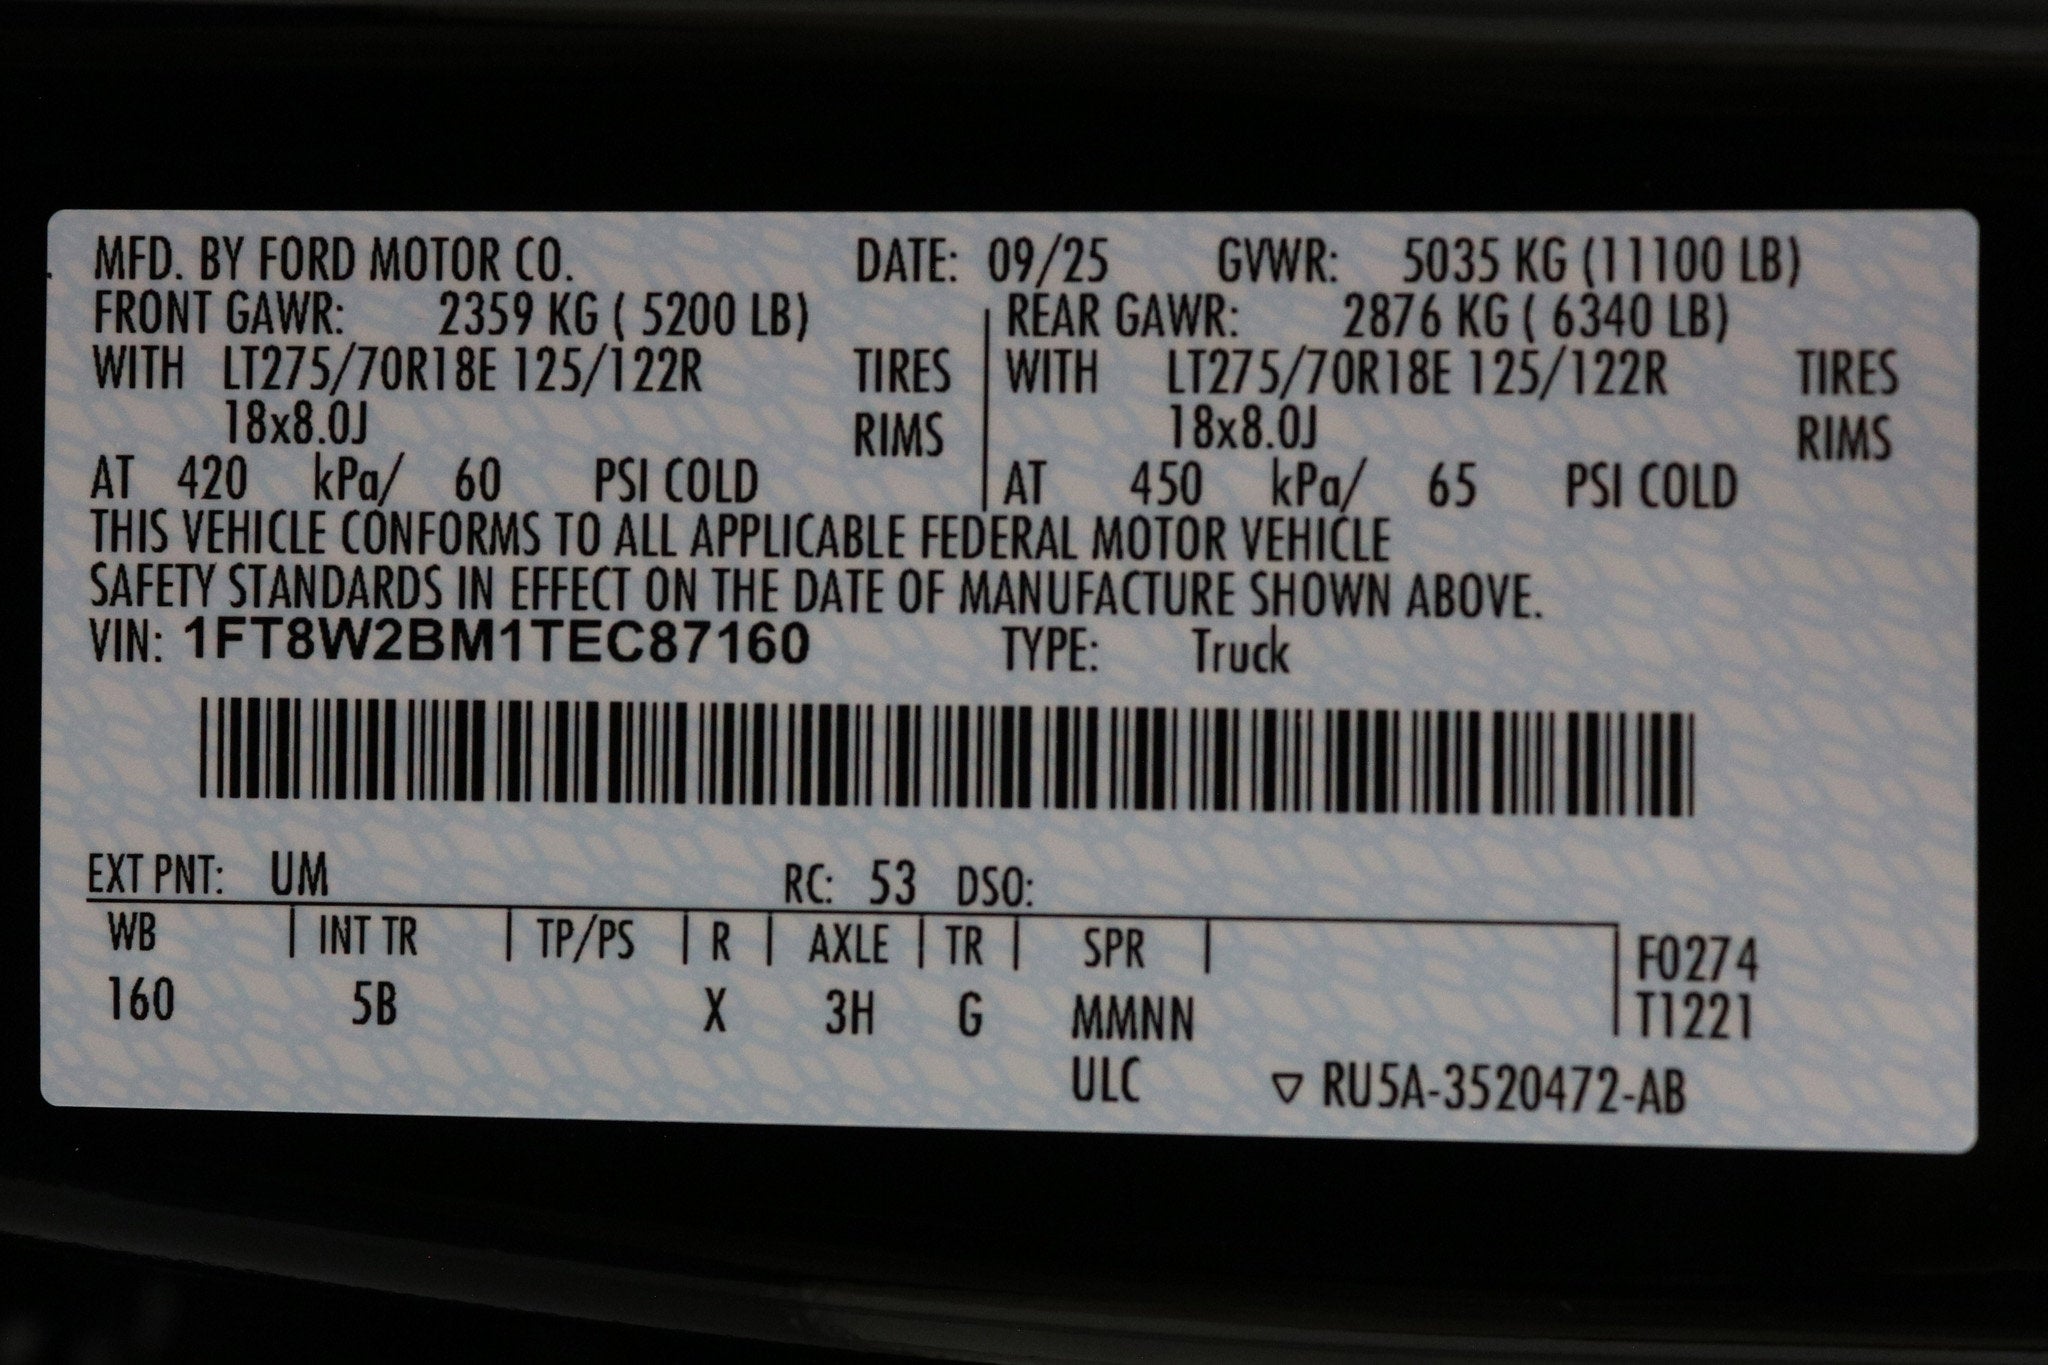 MFD. BY FORD MOTOR CO. DATE: 09/25 GVWR: 5035 KG (11100 LB)
FRONT GAWR: 2359 KG ( 5200 LB) REAR GAWR: 2876 KG ( 6340 LB)
WITH LT275/70R18E 125/122R TIRES WITH LT275/70R18E 125/122R TIRES
18x8.0J RIMS 18x8.0J RIMS
AT 420 kPa/ 60 PSI COLD AT 450 kPa/ 65 PSI COLD
THIS VEHICLE CONFORMS TO ALL APPLICABLE FEDERAL MOTOR VEHICLE
SAFETY STANDARDS IN EFFECT ON THE DATE OF MANUFACTURE SHOWN ABOVE.
VIN: 1FT8W2BM1TEC87160 TYPE: Truck
EXT PNT: UM RC: 53 DSO:
WB INT TR TP/PS R AXLE TR SPR F0274
160 5B X 3H G MMNN T1221
ULC ▽ RU5A-3520472-AB